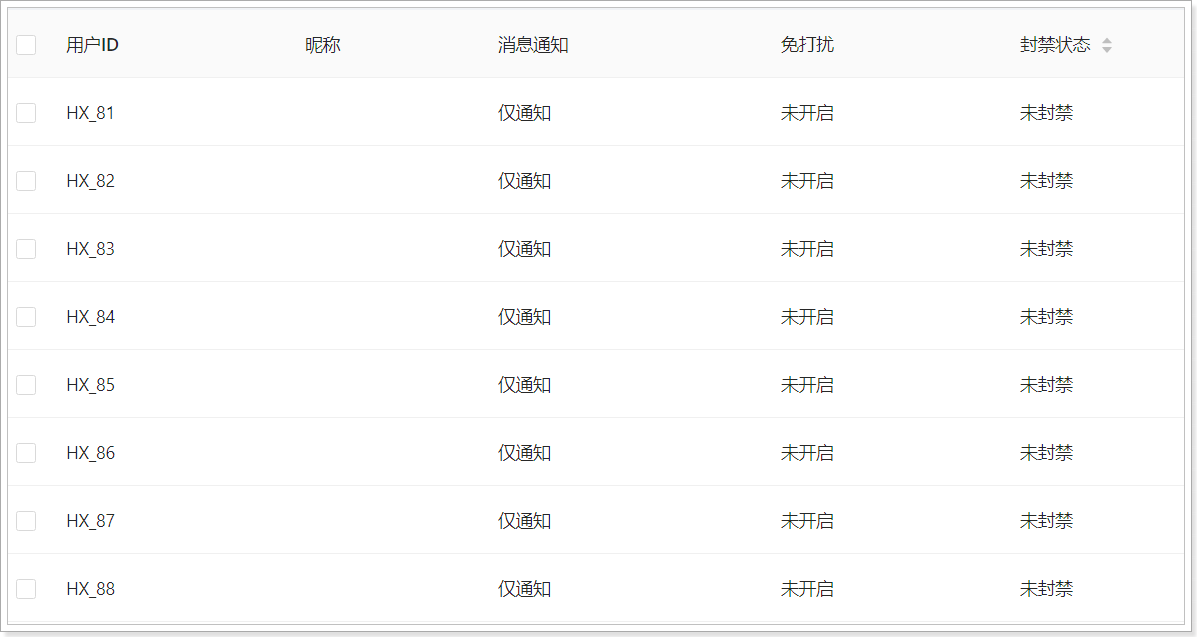 用户ID 昵称 消息通知 免打扰 封禁状态
HX_81 仅通知 未开启 未封禁
HX_82 仅通知 未开启 未封禁
HX_83 仅通知 未开启 未封禁
HX_84 仅通知 未开启 未封禁
HX_85 仅通知 未开启 未封禁
HX_86 仅通知 未开启 未封禁
HX_87 仅通知 未开启 未封禁
HX_88 仅通知 未开启 未封禁